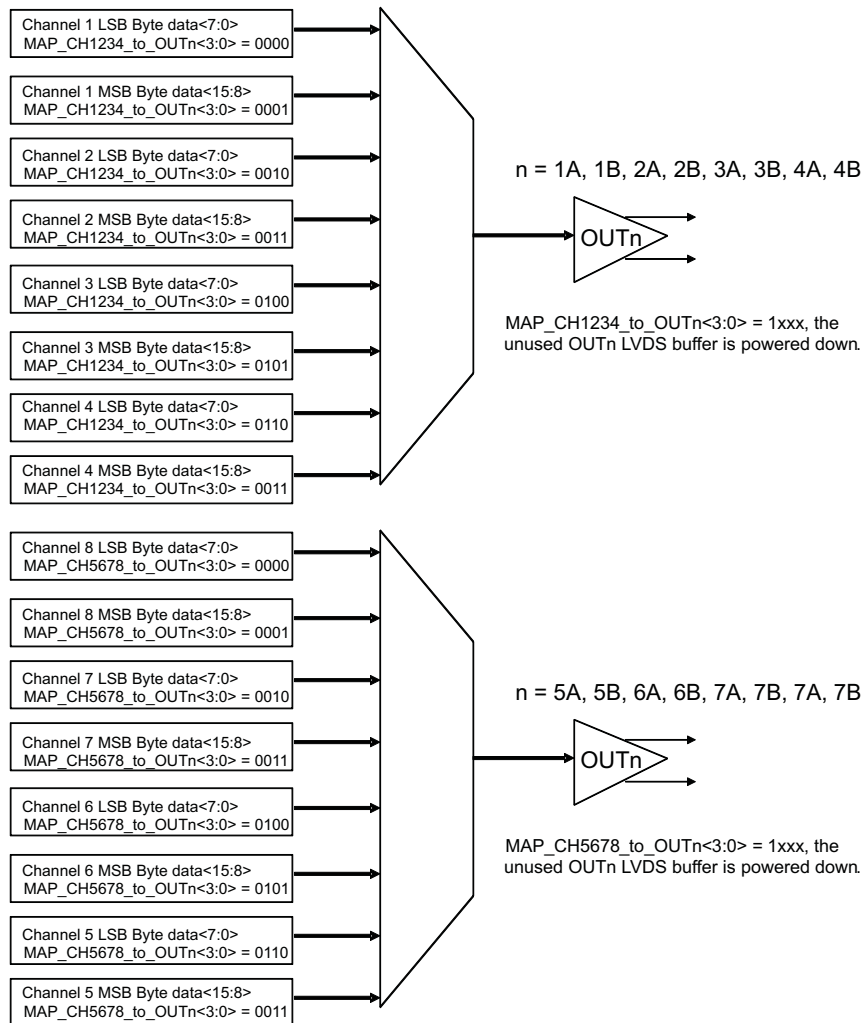 Channel 1 LSB Byte data<7:0>
MAP_CH1234_to_OUTn<3:0> = 0000
Channel 1 MSB Byte data<15:8>
MAP_CH1234_to_OUTn<3:0> = 0001
Channel 2 LSB Byte data<7:0>
MAP_CH1234_to_OUTn<3:0> = 0010
Channel 2 MSB Byte data<15:8>
MAP_CH1234_to_OUTn<3:0> = 0011
Channel 3 LSB Byte data<7:0>
MAP_CH1234_to_OUTn<3:0> = 0100
Channel 3 MSB Byte data<15:8>
MAP_CH1234_to_OUTn<3:0> = 0101
Channel 4 LSB Byte data<7:0>
MAP_CH1234_to_OUTn<3:0> = 0110
Channel 4 MSB Byte data<15:8>
MAP_CH1234_to_OUTn<3:0> = 0011
n = 1A, 1B, 2A, 2B, 3A, 3B, 4A, 4B
OUTn
MAP_CH1234_to_OUTn<3:0> = 1xxx, the
unused OUTn LVDS buffer is powered down.
Channel 8 LSB Byte data<7:0>
MAP_CH5678_to_OUTn<3:0> = 0000
Channel 8 MSB Byte data<15:8>
MAP_CH5678_to_OUTn<3:0> = 0001
Channel 7 LSB Byte data<7:0>
MAP_CH5678_to_OUTn<3:0> = 0010
Channel 7 MSB Byte data<15:8>
MAP_CH5678_to_OUTn<3:0> = 0011
Channel 6 LSB Byte data<7:0>
MAP_CH5678_to_OUTn<3:0> = 0100
Channel 6 MSB Byte data<15:8>
MAP_CH5678_to_OUTn<3:0> = 0101
Channel 5 LSB Byte data<7:0>
MAP_CH5678_to_OUTn<3:0> = 0110
Channel 5 MSB Byte data<15:8>
MAP_CH5678_to_OUTn<3:0> = 0011
n = 5A, 5B, 6A, 6B, 7A, 7B, 7A, 7B
OUTn
MAP_CH5678_to_OUTn<3:0> = 1xxx, the
unused OUTn LVDS buffer is powered down.